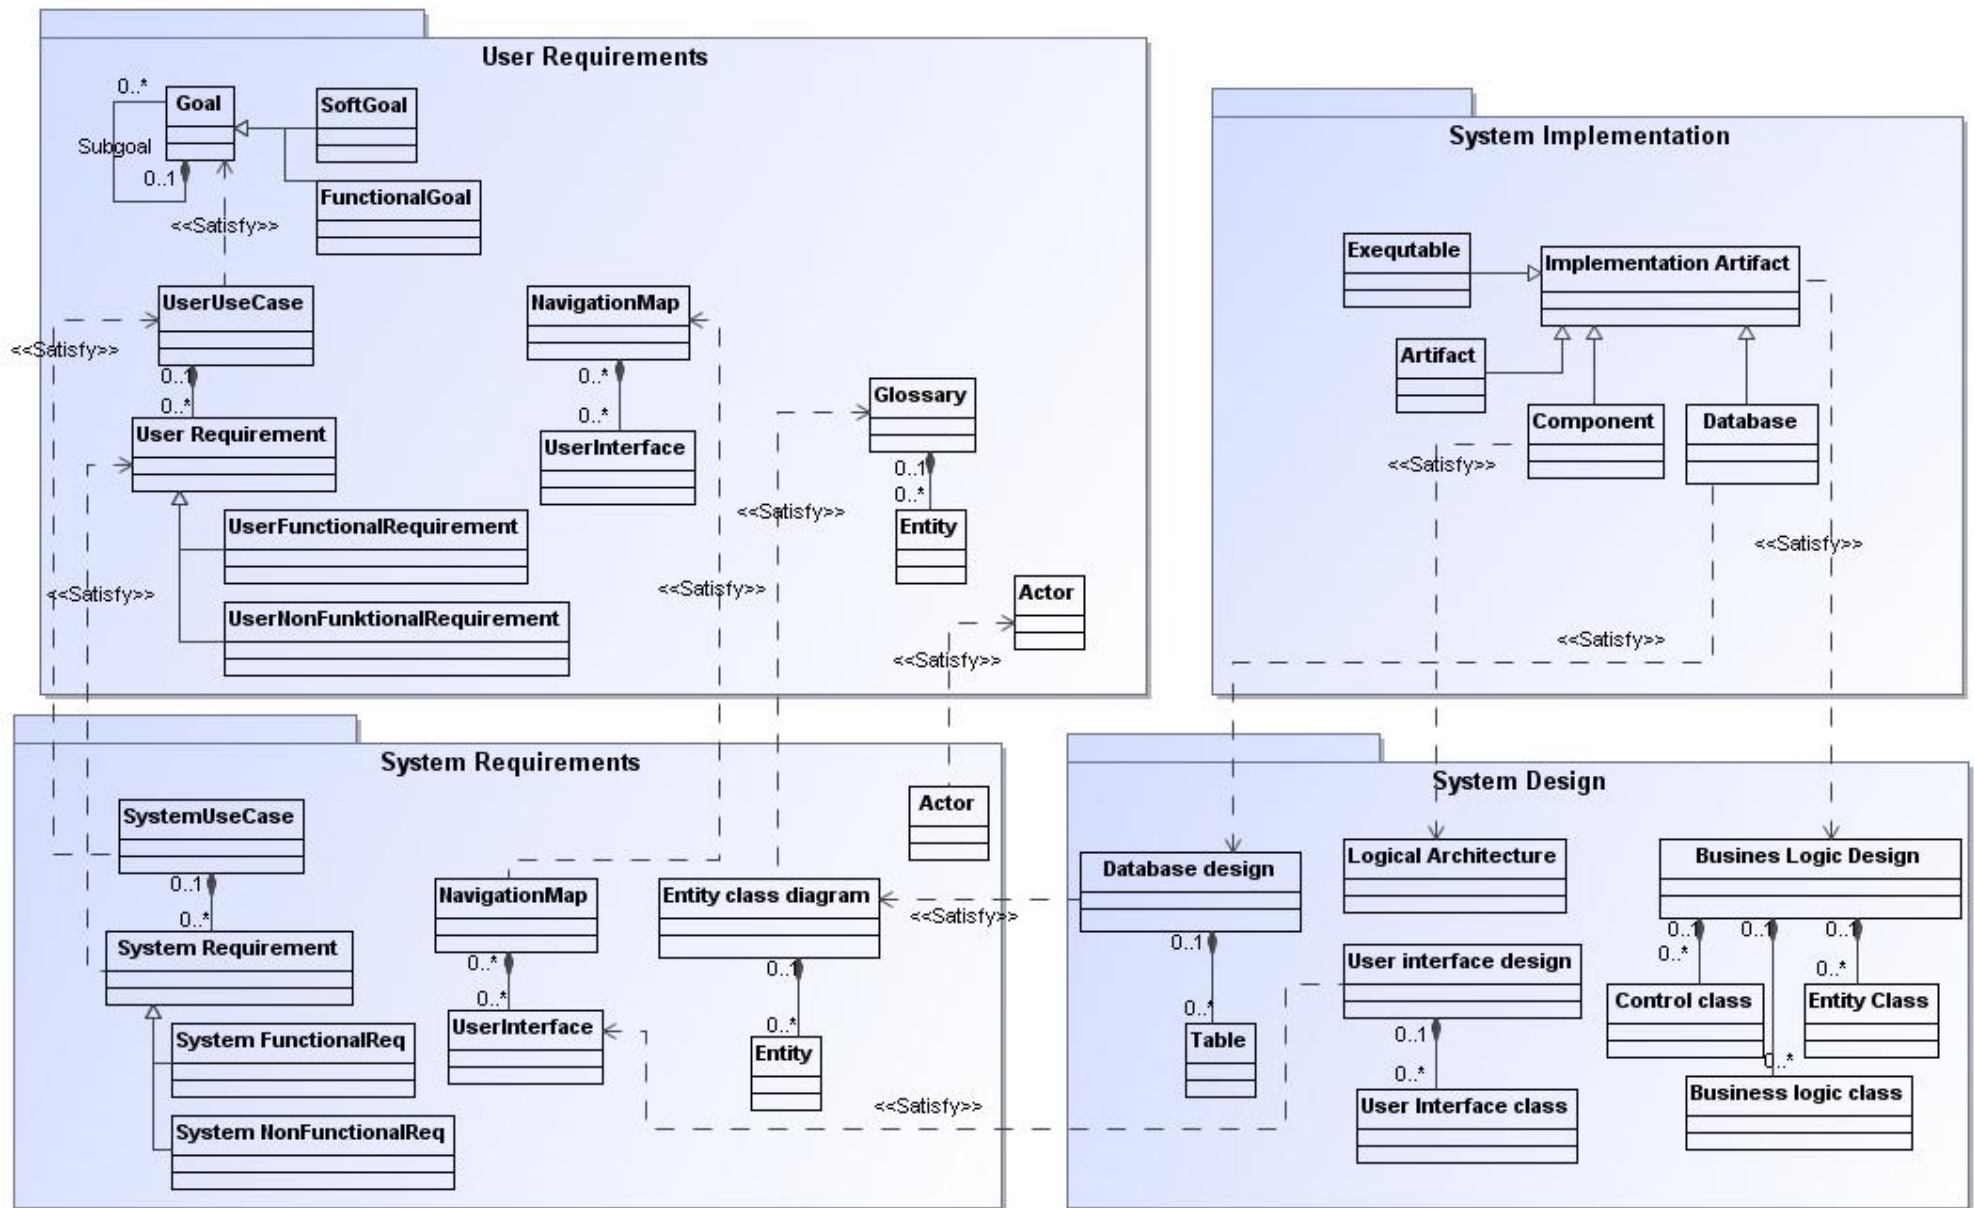 User Requirements
0..*
Goal
SoftGoal
Subgoal
0..1
FunctionalGoal
<<Satisfy>>
UserUseCase
NavigationMap
<<Satisfy>>
0..1
0..*
0..*
0..*
User Requirement
UserInterface
Glossary
0..1
0..*
<<Satisfy>>
UserFunctionalRequirement
Entity
<<Satisfy>>
<<Satisfy>>
UserNonFunktionalRequirement
Actor
<<Satisfy>>
System Implementation
Exequtable
Implementation Artifact
Artifact
Component
Database
<<Satisfy>>
<<Satisfy>>
<<Satisfy>>
System Requirements
SystemUseCase
Actor
0..1
0..*
NavigationMap
Entity class diagram
<<Satisfy>>
System Requirement
0..*
0..*
0..1
0..*
System FunctionalReq
UserInterface
Entity
System NonFunctionalReq
<<Satisfy>>
System Design
Database design
Logical Architecture
Busines Logic Design
0..1
0..*
0..1
0..*
0..1
0..1
0..*
User interface design
Control class
Entity Class
Table
0..1
0..*
0..*
User Interface class
Business logic class